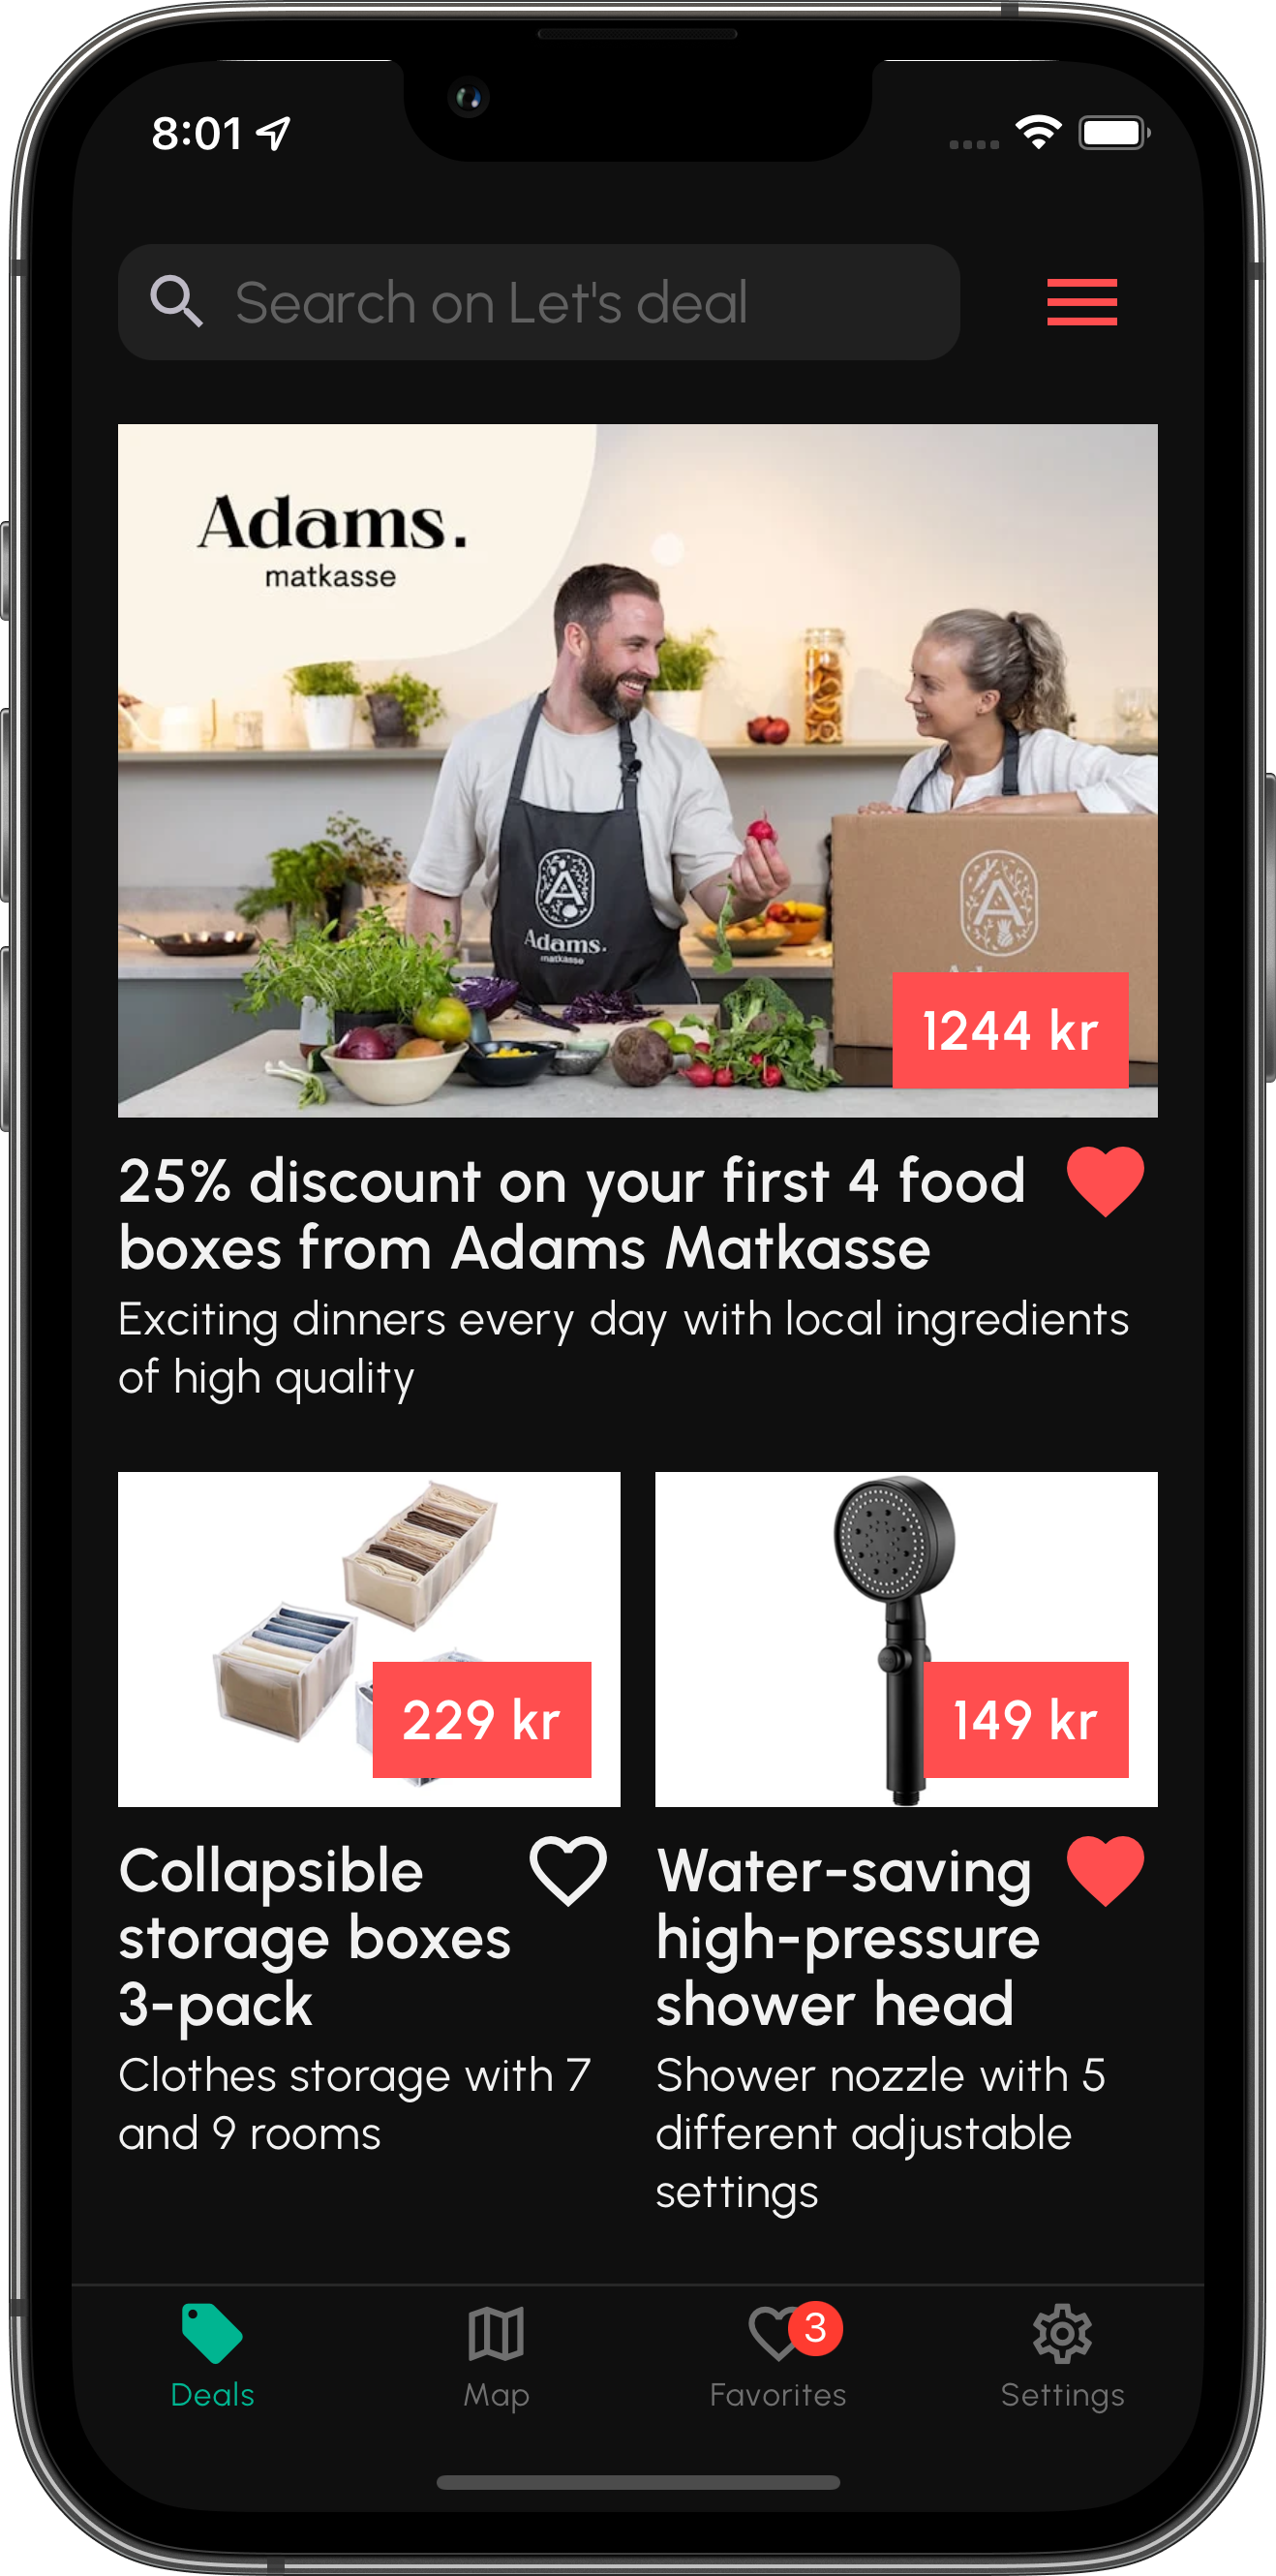 8:01
Search on Let's deal
Adams.
matkasse
Adams.
matkasse
1244 kr
25% discount on your first 4 food
boxes from Adams Matkasse
Exciting dinners every day with local ingredients
of high quality
229 kr
149 kr
Collapsible
storage boxes
3-pack
Clothes storage with 7
and 9 rooms
Water-saving
high-pressure
shower head
Shower nozzle with 5
different adjustable
settings
Deals
Map
3
Favorites
Settings